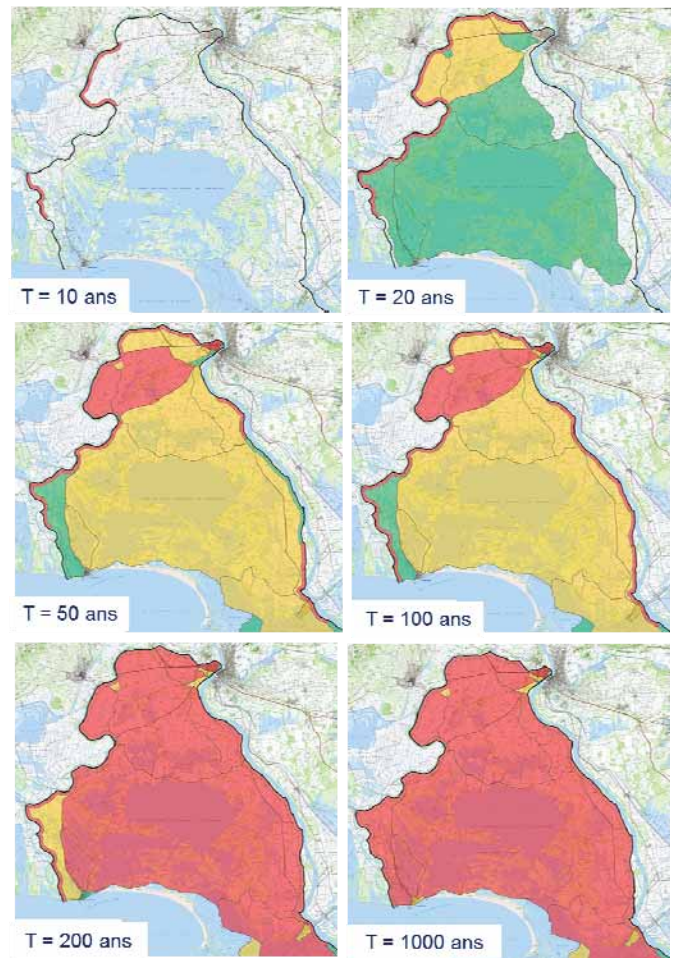 T = 10 ans
T = 20 ans
T = 50 ans
T = 100 ans
T = 200 ans
T = 1000 ans